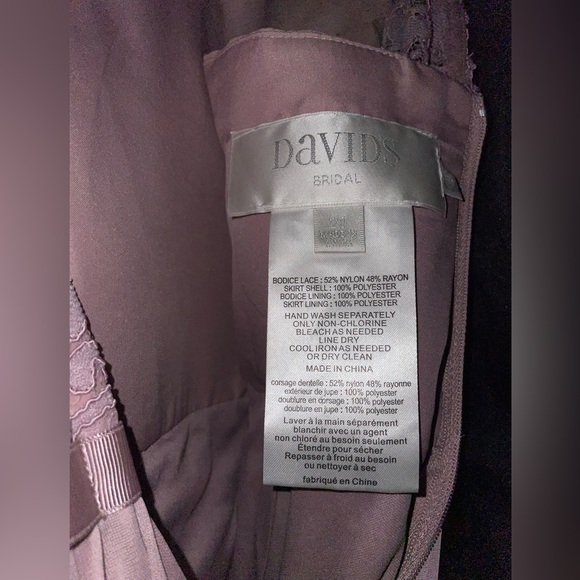 DaVIDS
BRIDAL
MADE IN
BODICE LACE : 52% NYLON 48% RAYON
SKIRT SHELL : 100% POLYESTER
BODICE LINING : 100% POLYESTER
SKIRT LINING : 100% POLYESTER
HAND WASH SEPARATELY
ONLY NON-CHLORINE
BLEACH AS NEEDED
LINE DRY
COOL IRON AS NEEDED
OR DRY CLEAN
MADE IN CHINA
corsage dentelle : 52% nylon 48% rayonne
extérieur de jupe : 100% polyester
doublure en corsage : 100% polyester
doublure en jupe : 100% polyester
Laver à la main séparément
blanchir avec un agent
non chloré au besoin seulement
Étendre pour sécher
Repasser à froid au besoin
ou nettoyer à sec
fabriqué en Chine